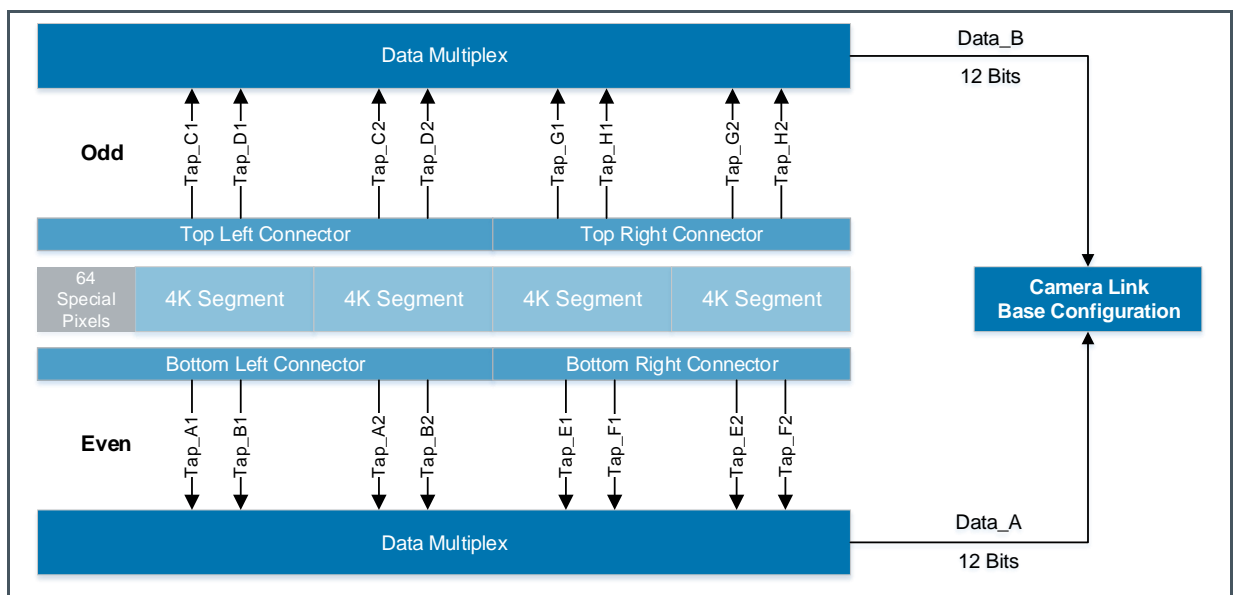 Data Multiplex
Data_B
12 Bits
Odd
Tap_C1
Tap_D1
Tap_C2
Tap_D2
Tap_G1
Tap_H1
Tap_G2
Tap_H2
Top Left Connector
Top Right Connector
64
Special
Pixels
4K Segment
4K Segment
4K Segment
4K Segment
Camera Link
Base Configuration
Bottom Left Connector
Bottom Right Connector
Even
Tap_A1
Tap_B1
Tap_A2
Tap_B2
Tap_E1
Tap_F1
Tap_E2
Tap_F2
Data Multiplex
Data_A
12 Bits